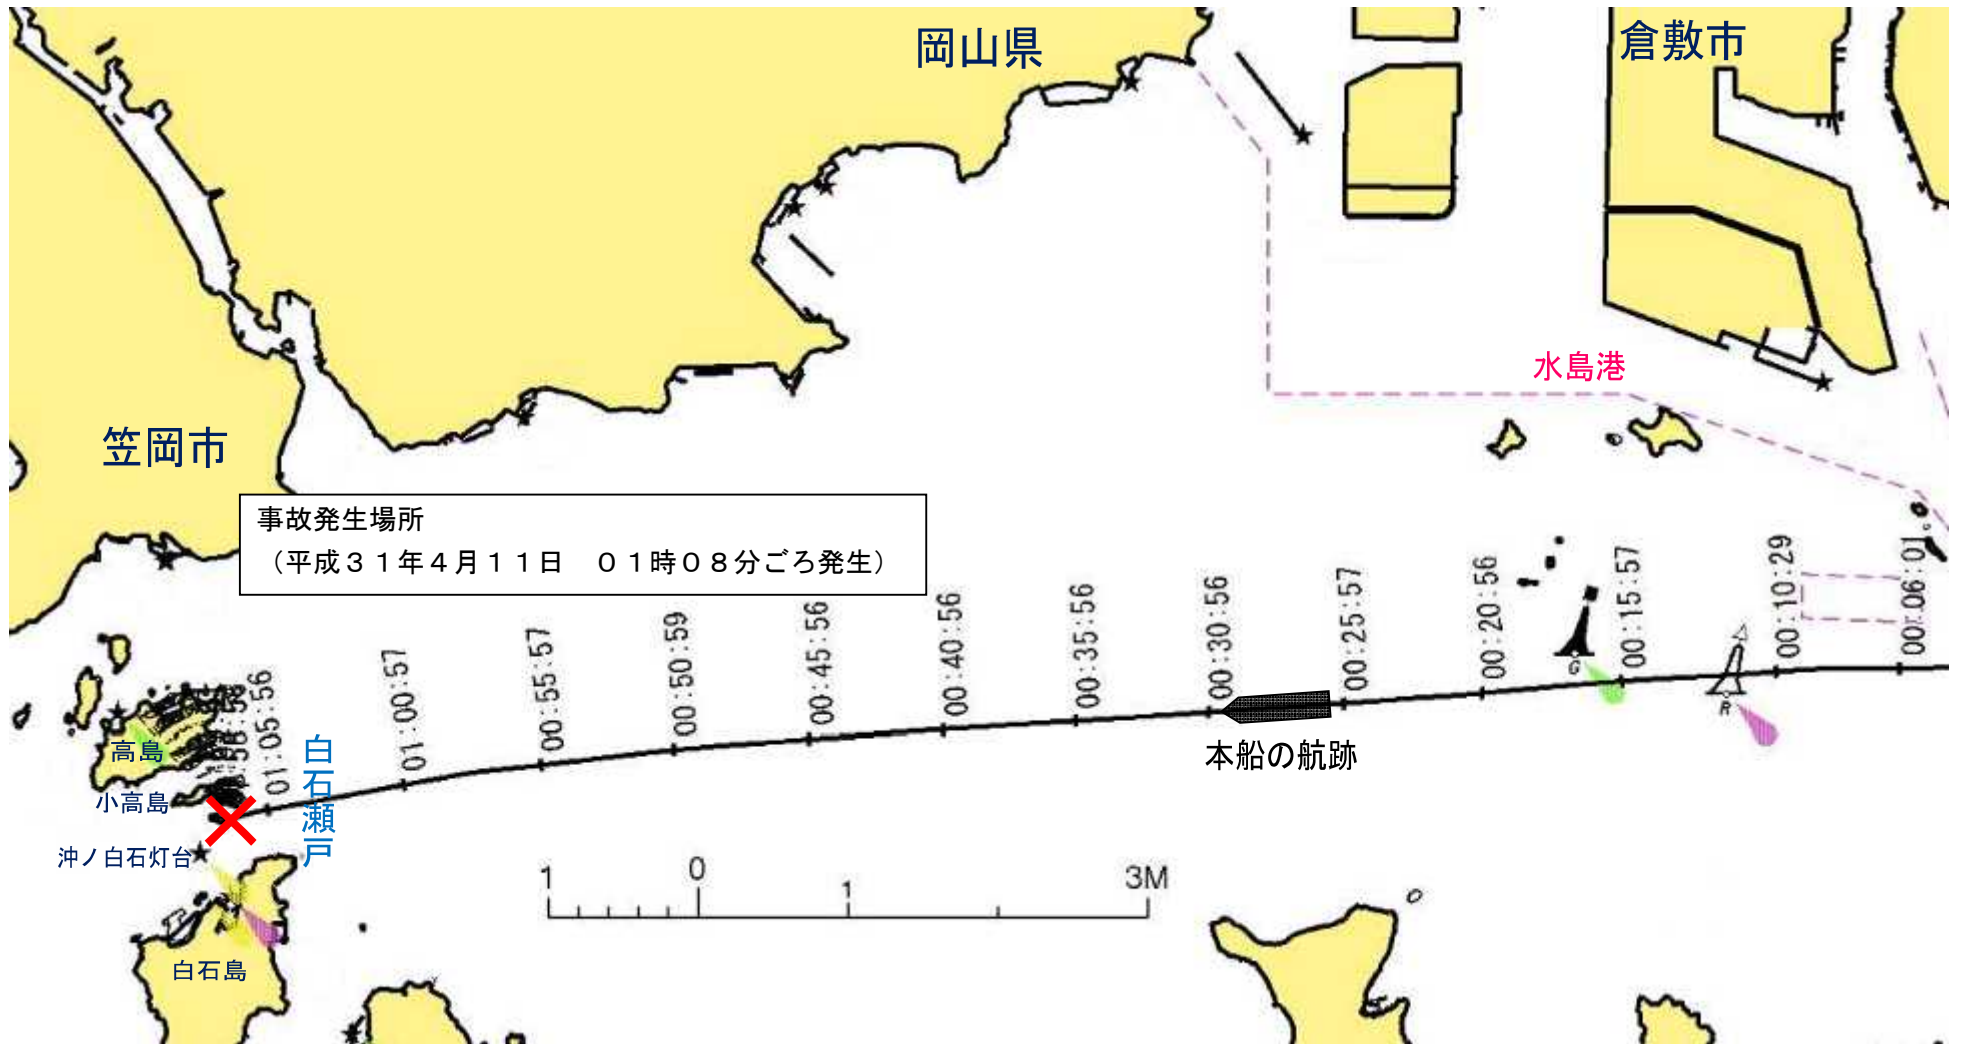 岡山県
倉敷市
水島港
笠岡市
事故発生場所
（平成３１年４月１１日　０１時０８分ごろ発生）
01:05:56
01:00:57
00:55:57
00:50:59
00:45:56
00:40:56
00:35:56
00:30:56
00:25:57
00:20:56
00:15:57
00:10:29
00:06:01
G
R
本船の航跡
高島
小高島
白石瀬戸
沖ノ白石灯台
白石島
1
0
1
3M